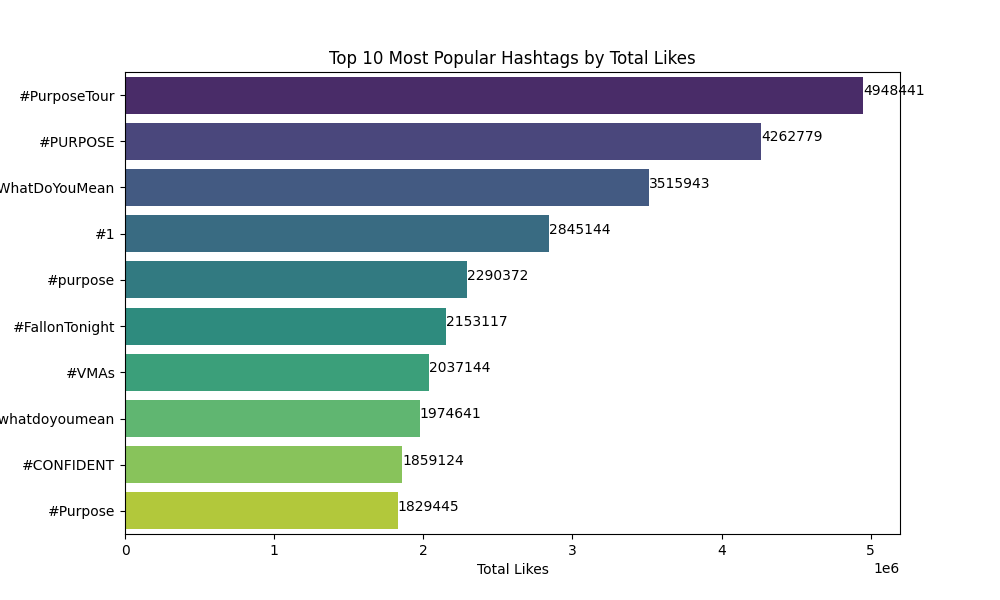 Top 10 Most Popular Hashtags by Total Likes
#PurposeTour 4948441
#PURPOSE 4262779
WhatDoYouMean 3515943
#1 2845144
#purpose 2290372
#FallonTonight 2153117
#VMAs 2037144
whatdoyoumean 1974641
#CONFIDENT 1859124
#Purpose 1829445
0 1 2 3 4 5
1e6
Total Likes